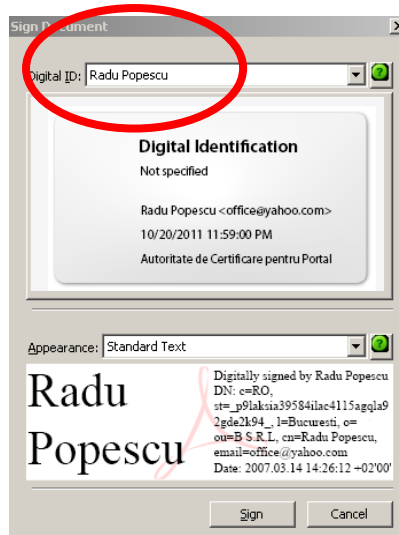 Sign Document
Digital ID: Radu Popescu
Digital Identification
Not specified
Radu Popescu <office@yahoo.com>
10/20/2011 11:59:00 PM
Autoritate de Certificare pentru Portal
Appearance: Standard Text
Radu
Popescu
Digitally signed by Radu Popescu
DN: c=RO,
st=_p9laksia39584ilac4115agqla9
2gde2k94_, l=Bucuresti, o=
ou=B S.R.L, cn=Radu Popescu,
email=office@yahoo.com
Date: 2007.03.14 14:26:12 +02'00'
Sign
Cancel